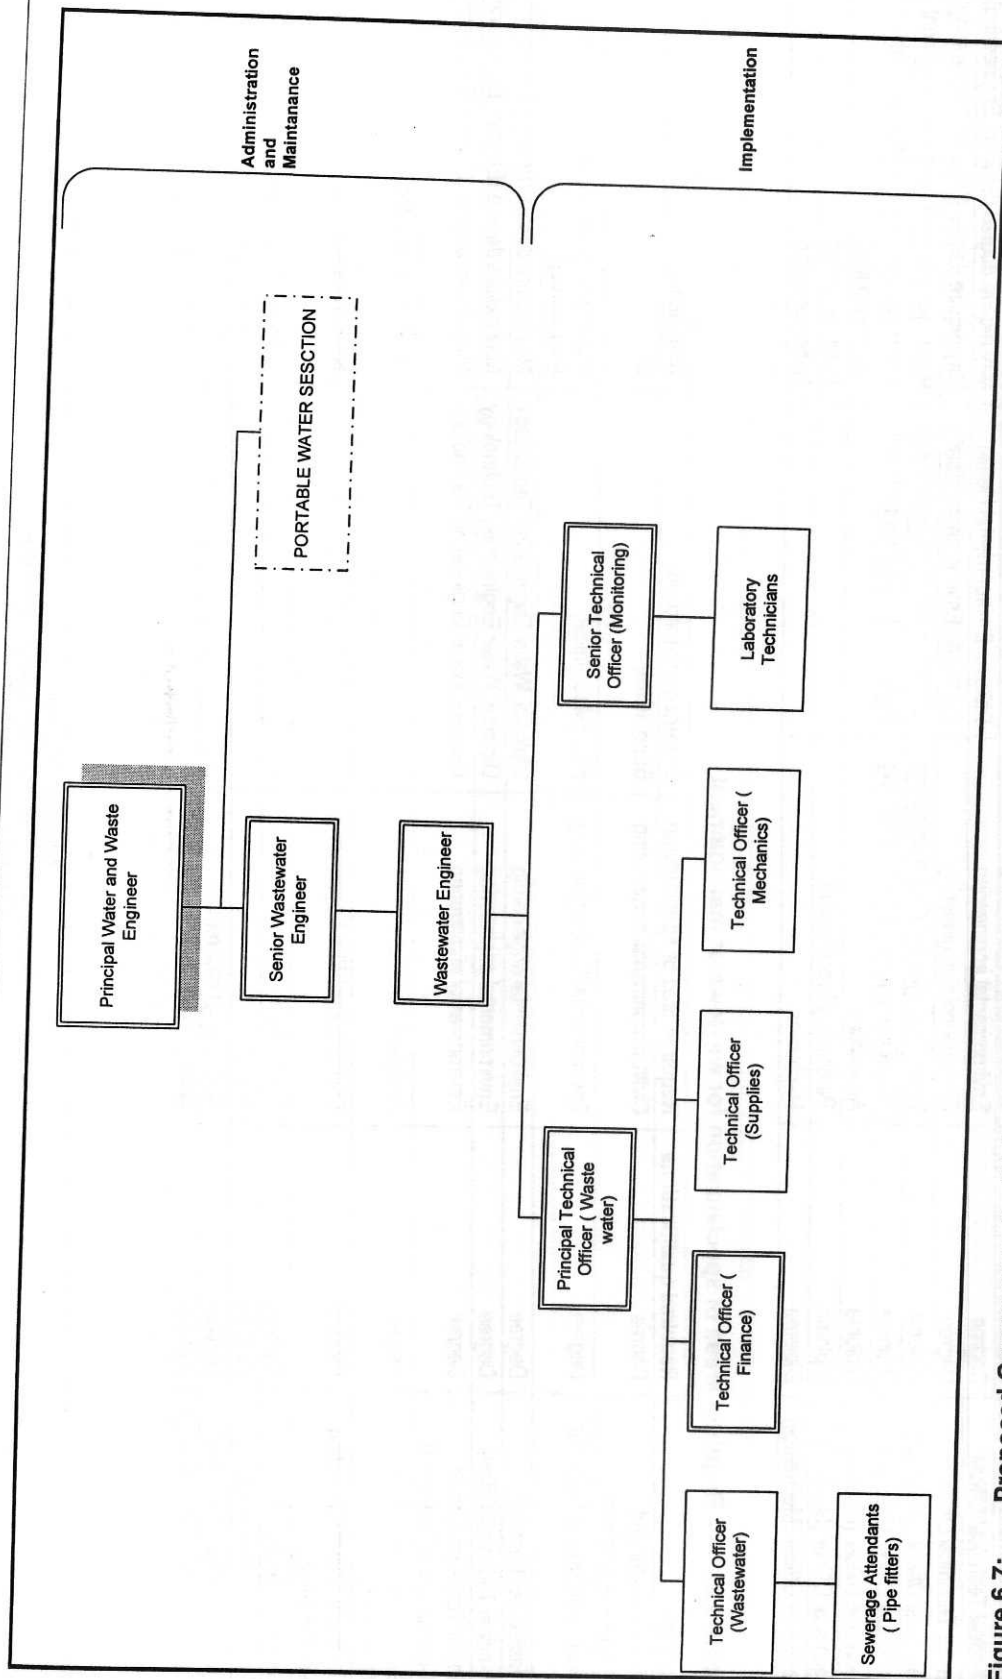 Principal Water and Waste
Engineer
Administration
and
Maintanance
PORTABLE WATER SESCTION
Senior Wastewater
Engineer
Wastewater Engineer
Principal Technical
Officer ( Waste
water)
Senior Technical
Officer (Monitoring)
Implementation
Technical Officer
(Wastewater)
Technical Officer (
Finance)
Technical Officer
(Supplies)
Technical Officer (
Mechanics)
Laboratory
Technicians
Sewerage Attendants
( Pipe fitters)
Figure 6.7: Proposed